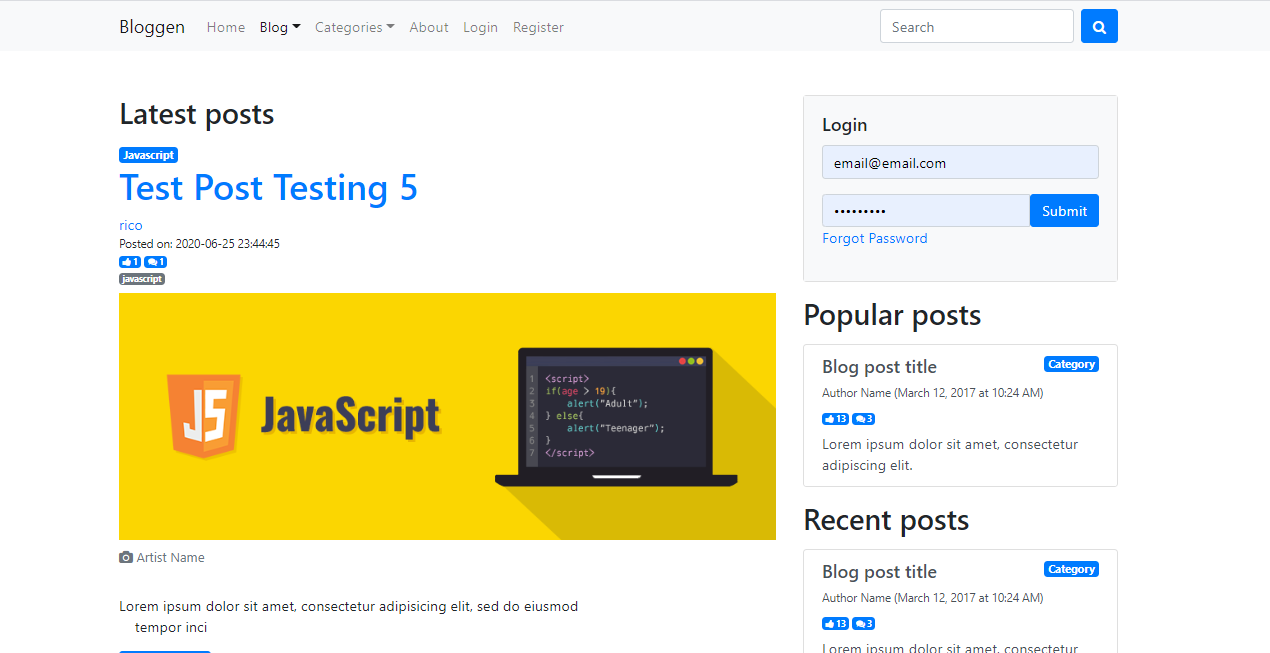 Bloggen Home Blog Categories About Login Register Search
Latest posts
Javascript
Test Post Testing 5
rico
Posted on: 2020-06-25 23:44:45
1 1
javascript
JS JavaScript
1 <script>
2 if(age > 19){
3 alert("Adult");
4 } else{
5 alert("Teenager");
6 }
7 </script>
Artist Name
Lorem ipsum dolor sit amet, consectetur adipisicing elit, sed do eiusmod
tempor inci
Login
email@email.com
••••••••• Submit
Forgot Password
Popular posts
Blog post title Category
Author Name (March 12, 2017 at 10:24 AM)
13 3
Lorem ipsum dolor sit amet, consectetur
adipiscing elit.
Recent posts
Blog post title Category
Author Name (March 12, 2017 at 10:24 AM)
13 3
Lorem ipsum dolor sit amet, consectetur